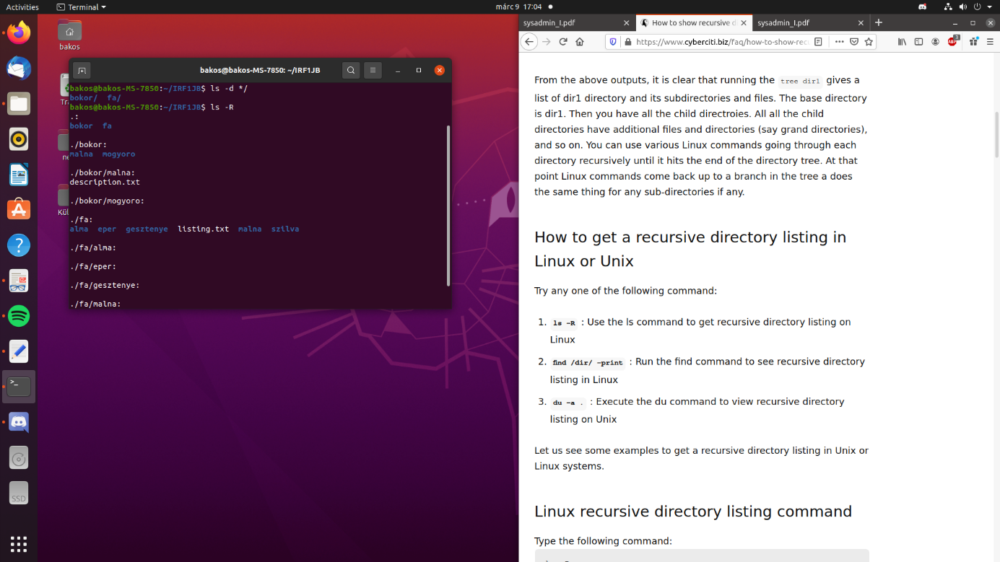 Activities
Terminal
márc 9 17:04
bakos
bakos@bakos-MS-7850: ~/IRF1JB
bakos@bakos-MS-7850:~/IRF1JB$ ls -d */
bokor/ fa/
bakos@bakos-MS-7850:~/IRF1JB$ ls -R
.:
bokor fa
./bokor:
malna mogyoro
./bokor/malna:
description.txt
./bokor/mogyoro:
./fa:
alma eper gesztenye listing.txt malna szilva
./fa/alma:
./fa/eper:
./fa/gesztenye:
./fa/malna:
SSD
sysadmin_I.pdf
How to show recursive d
sysadmin_I.pdf
https://www.cyberciti.biz/faq/how-to-show-rec
ABP
3
From the above outputs, it is clear that running the tree dir1 gives a
list of dir1 directory and its subdirectories and files. The base directory
is dir1. Then you have all the child directroies. All all the child
directories have additional files and directories (say grand directories),
and so on. You can use various Linux commands going through each
directory recursively until it hits the end of the directory tree. At that
point Linux commands come back up to a branch in the tree a does
the same thing for any sub-directories if any.
How to get a recursive directory listing in
Linux or Unix
Try any one of the following command:
1. ls -R : Use the ls command to get recursive directory listing on
Linux
2. find /dir/ -print : Run the find command to see recursive directory
listing in Linux
3. du -a . : Execute the du command to view recursive directory
listing on Unix
Let us see some examples to get a recursive directory listing in Unix or
Linux systems.
Linux recursive directory listing command
Type the following command: